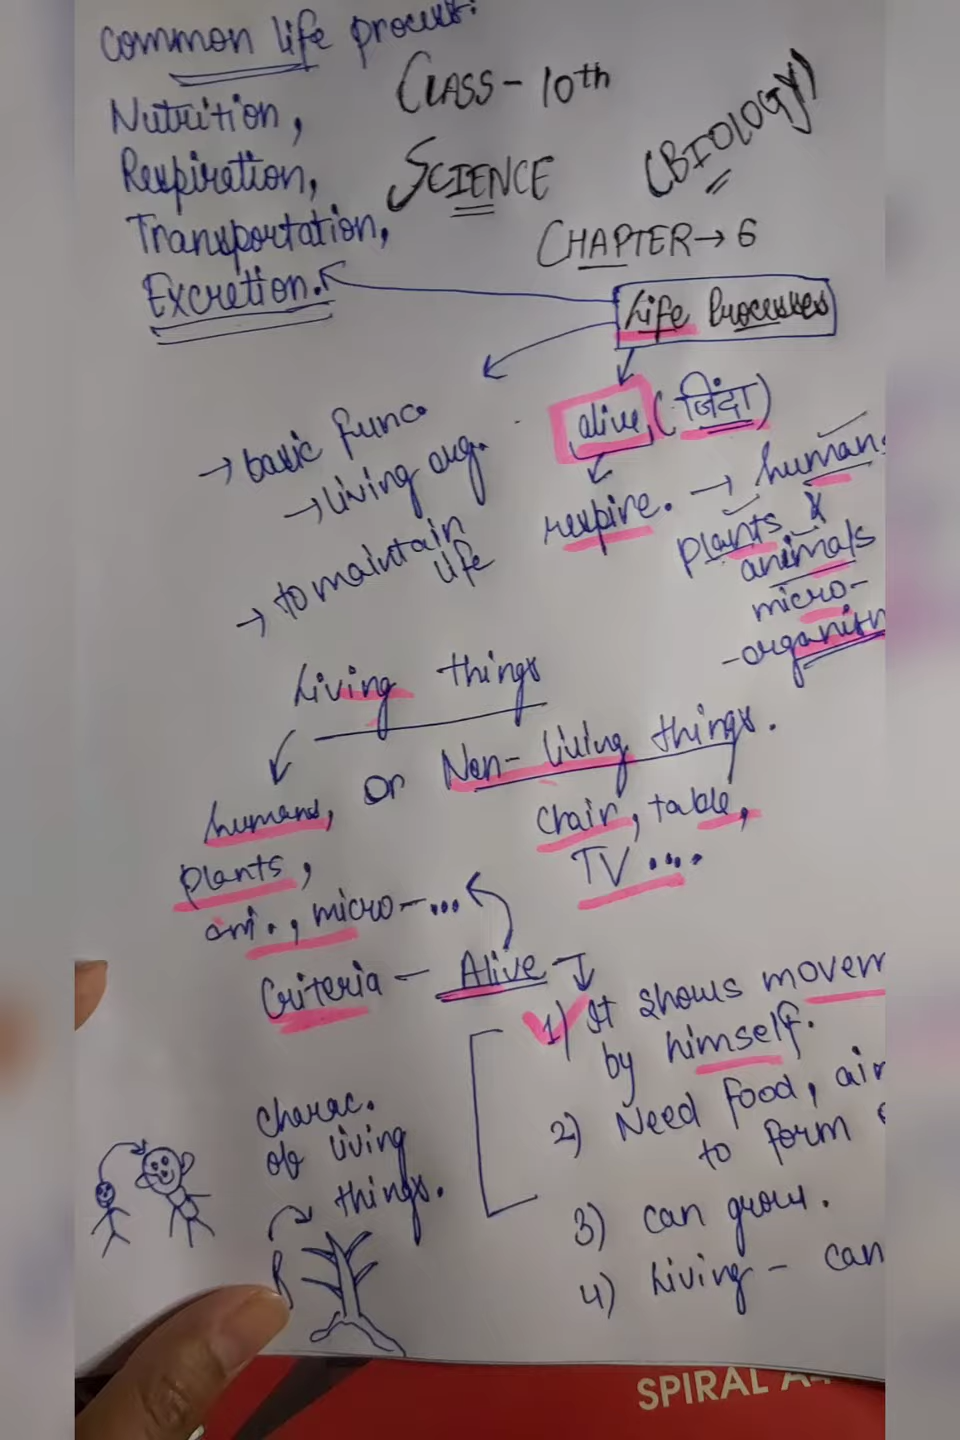 Common life process:
Nutrition,
Respiration,
Transportation,
Excretion.
CLASS - 10th
SCIENCE (BIOLOGY)
CHAPTER → 6
Life Processes
→ basic func.
→ living org.
→ to maintain
life
alive, (जिंदा)
respire. → human,
plants &
animals
micro-
-organism
Living things
or Non-living things.
humans,
plants,
ani., micro-...
chair, table,
TV ....
Criteria - Alive →
1) It shows movem
by himself.
2) Need food, air
to form
3) can grow.
4) Living - can
charac.
of living
things.
SPIRAL A4